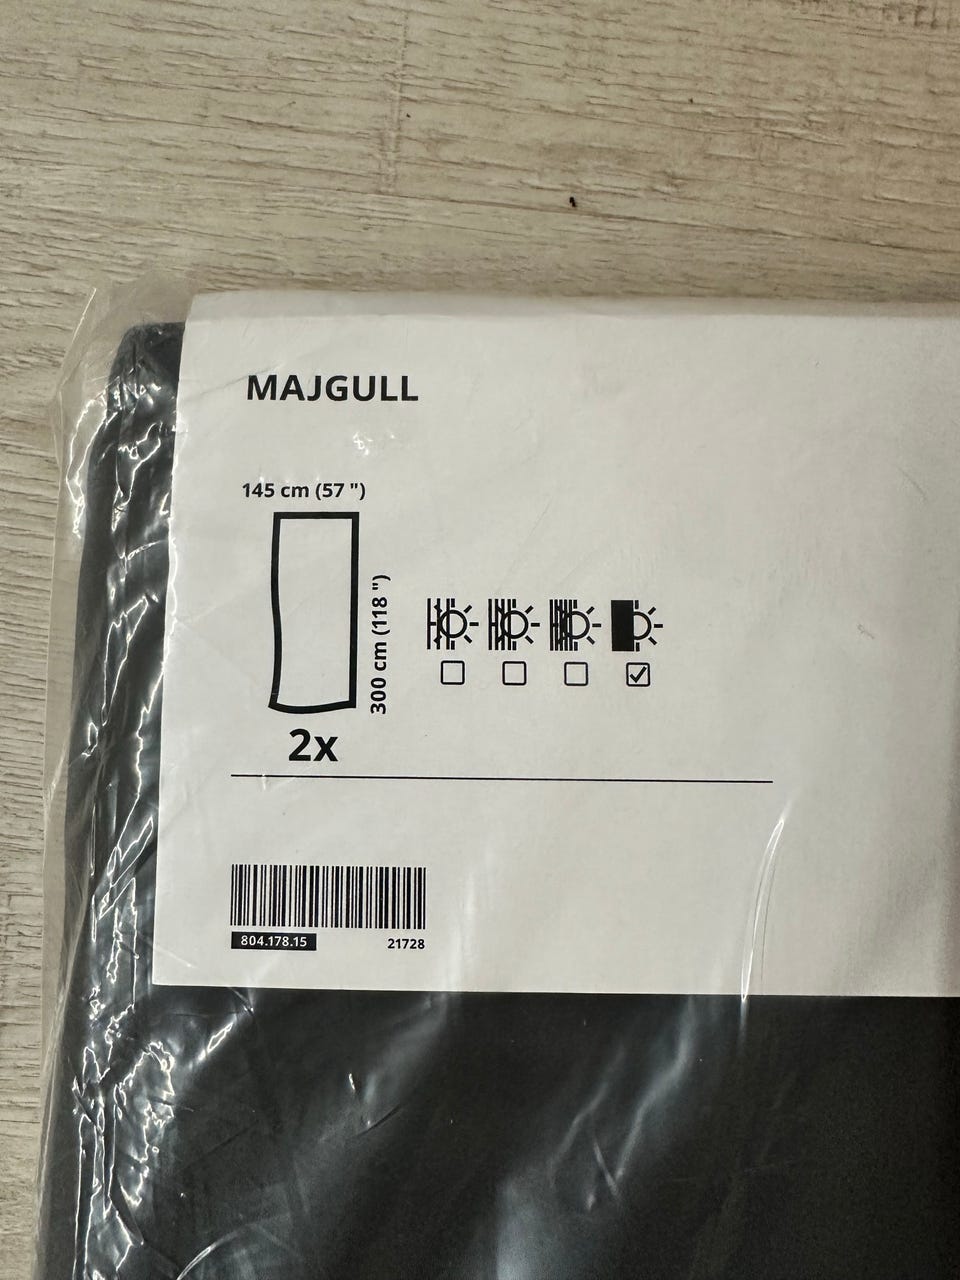 MAJGULL
145 cm (57 ")
300 cm (118 ")
2x
804.178.15
21728